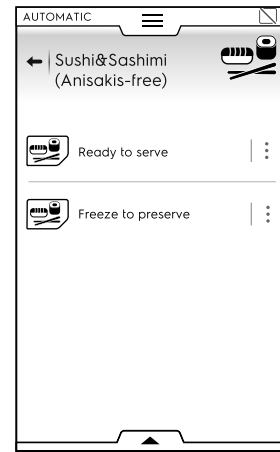 AUTOMATIC
Sushi&Sashimi
(Anisakis-free)
Ready to serve
Freeze to preserve